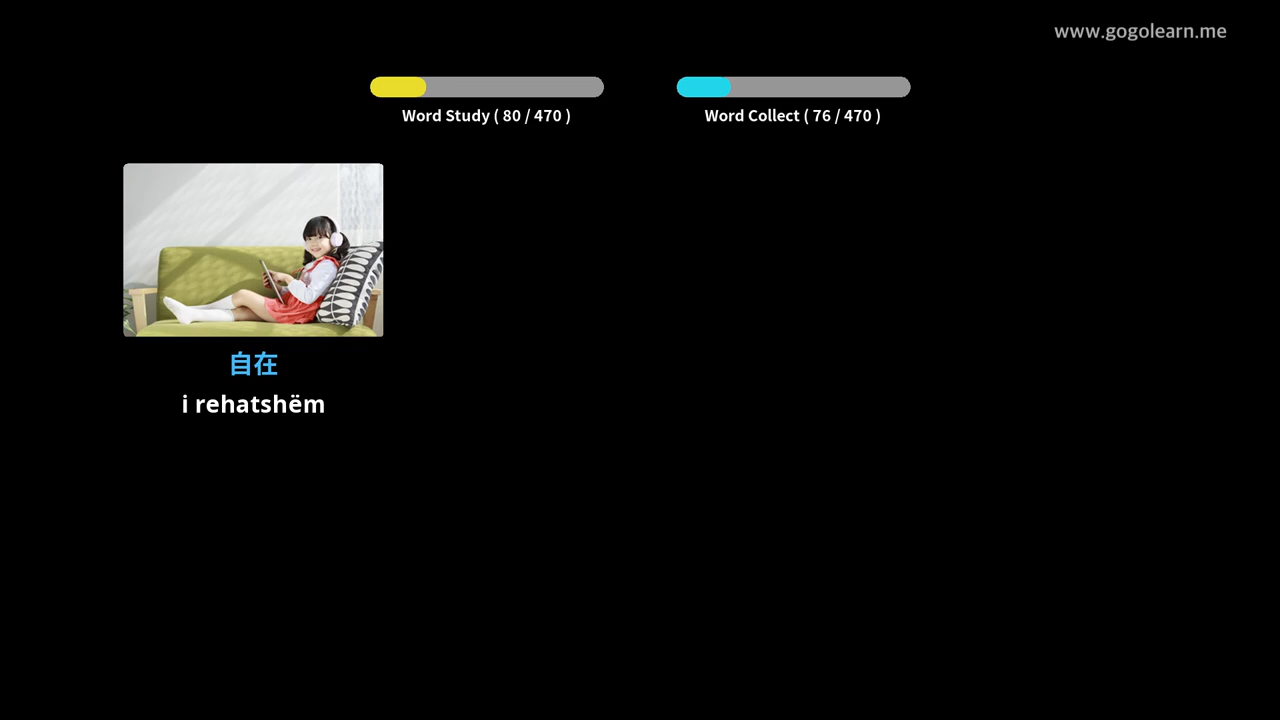 www.gogolearn.me
Word Study ( 80 / 470 )
Word Collect ( 76 / 470 )
自在
i rehatshëm